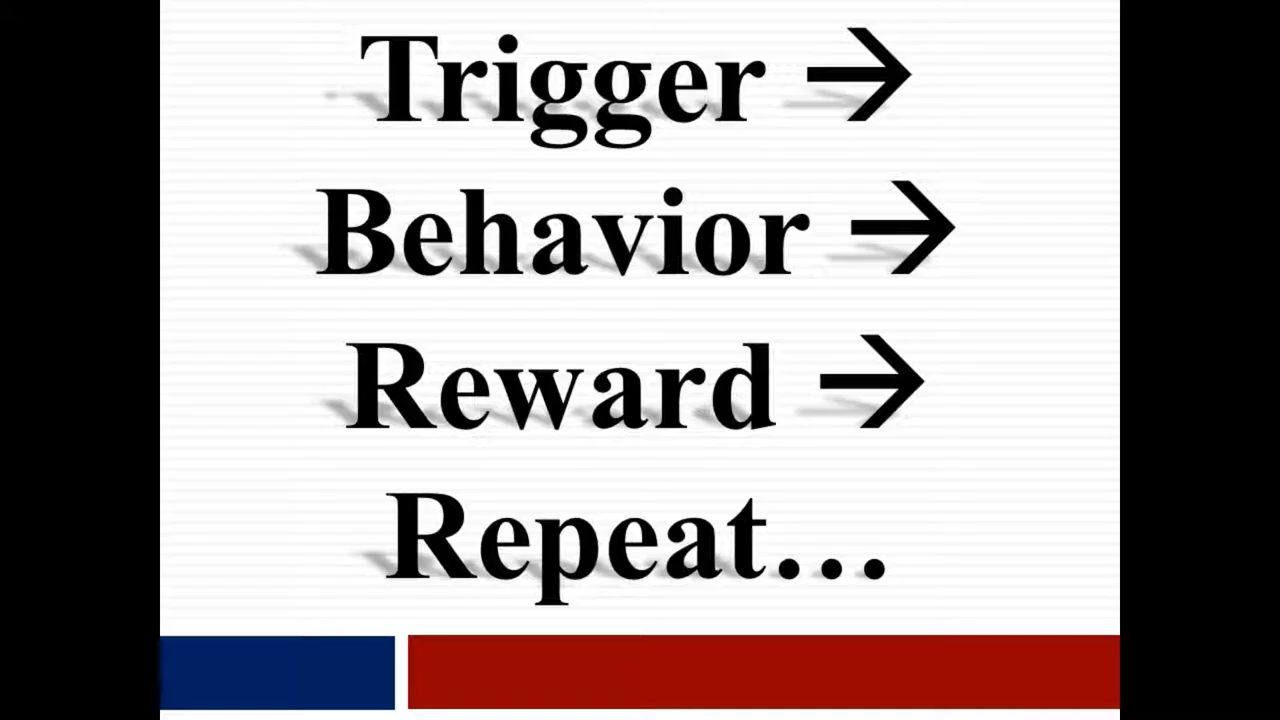 Trigger →
Behavior →
Reward →
Repeat…